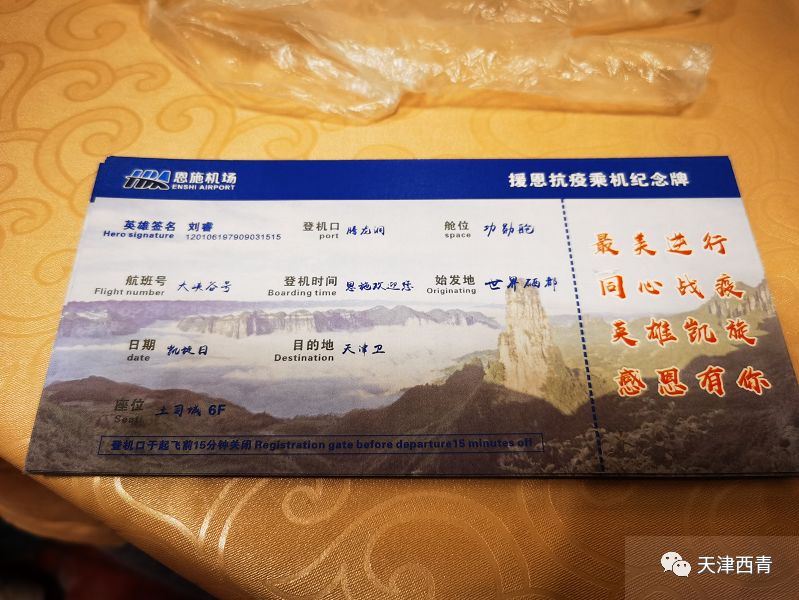 HPA 恩施机场 ENSHI AIRPORT 援恩抗疫乘机纪念牌
英雄签名 刘睿 登机口 腾龙洞 舱位 功勋舱
Hero signature 120106197909031515 port space
航班号 大峡谷号 登机时间 恩施欢迎您 始发地 世界硒都
Flight number Boarding time Originating
日期 凯旋日 目的地 天津卫
date Destination
座位 土司城 6F
Seat
登机口于起飞前15分钟关闭 Registration gate before departure 15 minutes off
最美逆行
同心战疫
英雄凯旋
感恩有你
天津西青